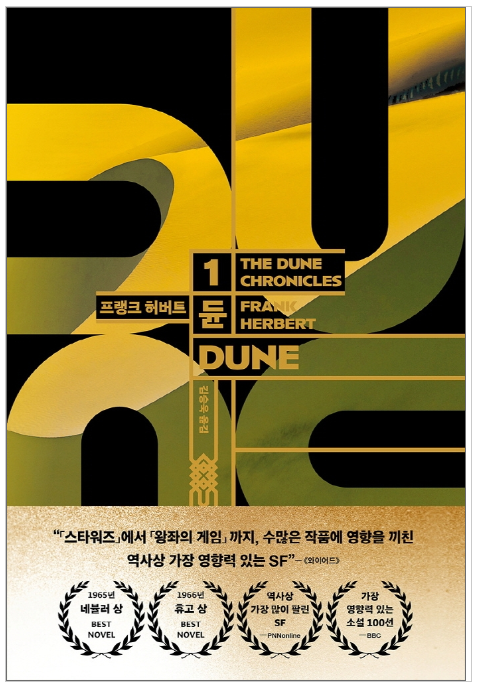 1
THE DUNE
CHRONICLES
프랭크 허버트
듄
FRANK
HERBERT
DUNE
김승욱 옮김
“『스타워즈』에서 『왕좌의 게임』까지, 수많은 작품에 영향을 끼친
역사상 가장 영향력 있는 SF”─《와이어드》
1965년
네뷸러 상
BEST
NOVEL
1966년
휴고 상
BEST
NOVEL
역사상
가장 많이 팔린
SF
─PNNonline
가장
영향력 있는
소설 100선
─BBC